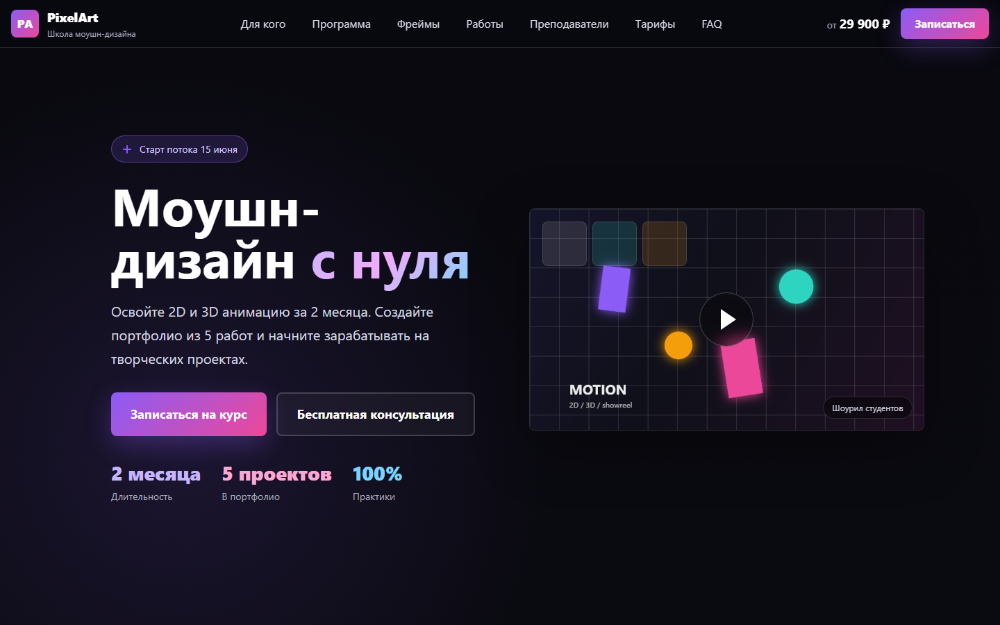 PA
PixelArt
Школа моушн-дизайна
Для кого
Программа
Фреймы
Работы
Преподаватели
Тарифы
FAQ
от 29 900 ₽
Записаться
Старт потока 15 июня
Моушн-
дизайн с нуля
Освойте 2D и 3D анимацию за 2 месяца. Создайте
портфолио из 5 работ и начните зарабатывать на
творческих проектах.
Записаться на курс
Бесплатная консультация
2 месяца
Длительность
5 проектов
В портфолио
100%
Практики
MOTION
2D / 3D / showreel
Шоурил студентов